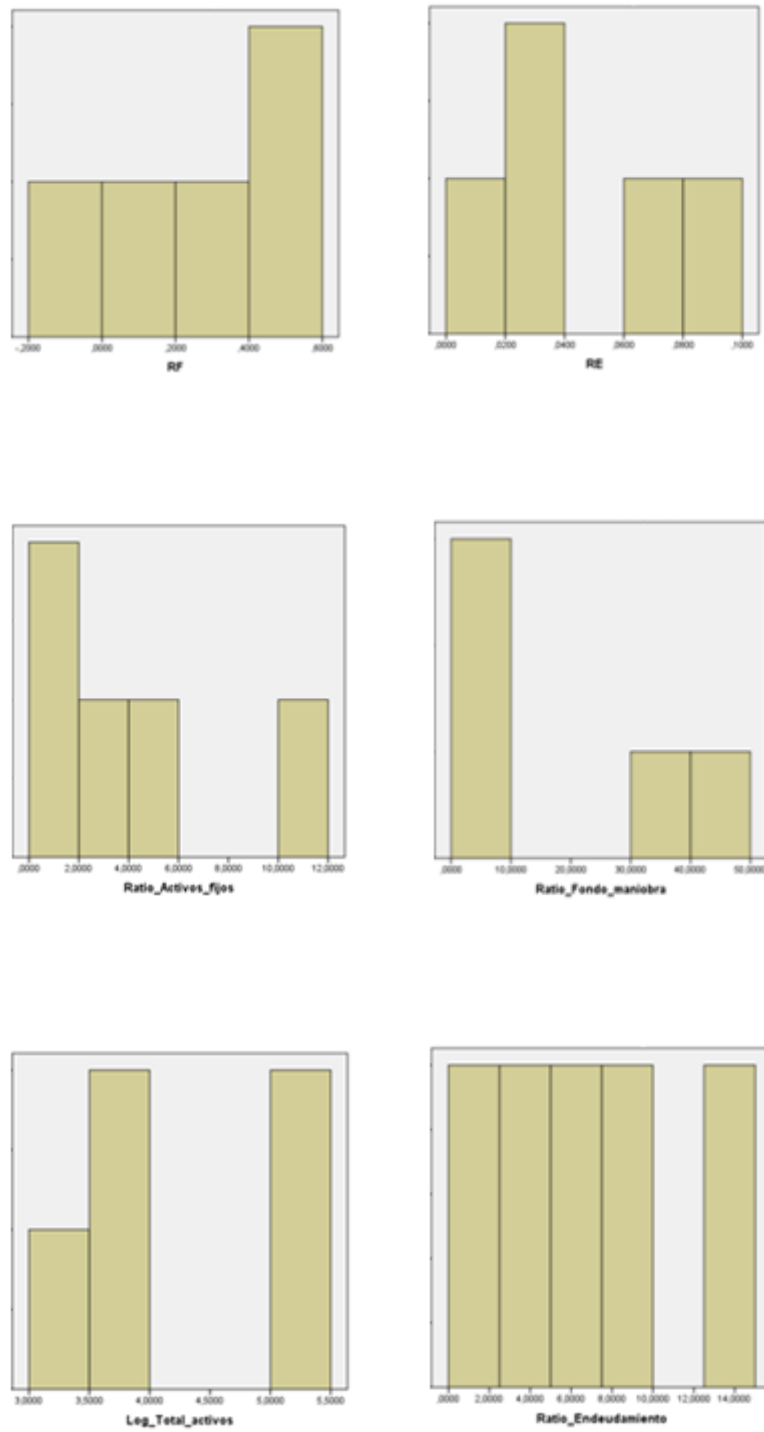 -,2000 ,0000 ,2000 ,4000 ,6000
RF
,0000 ,0200 ,0400 ,0600 ,0800 ,1000
RE
,0000 2,0000 4,0000 6,0000 8,0000 10,0000 12,0000
Ratio_Activos_fijos
,0000 10,0000 20,0000 30,0000 40,0000 50,0000
Ratio_Fondo_maniobra
3,0000 3,5000 4,0000 4,5000 5,0000 5,5000
Log_Total_activos
,0000 2,0000 4,0000 6,0000 8,0000 10,0000 12,0000 14,0000
Ratio_Endeudamiento